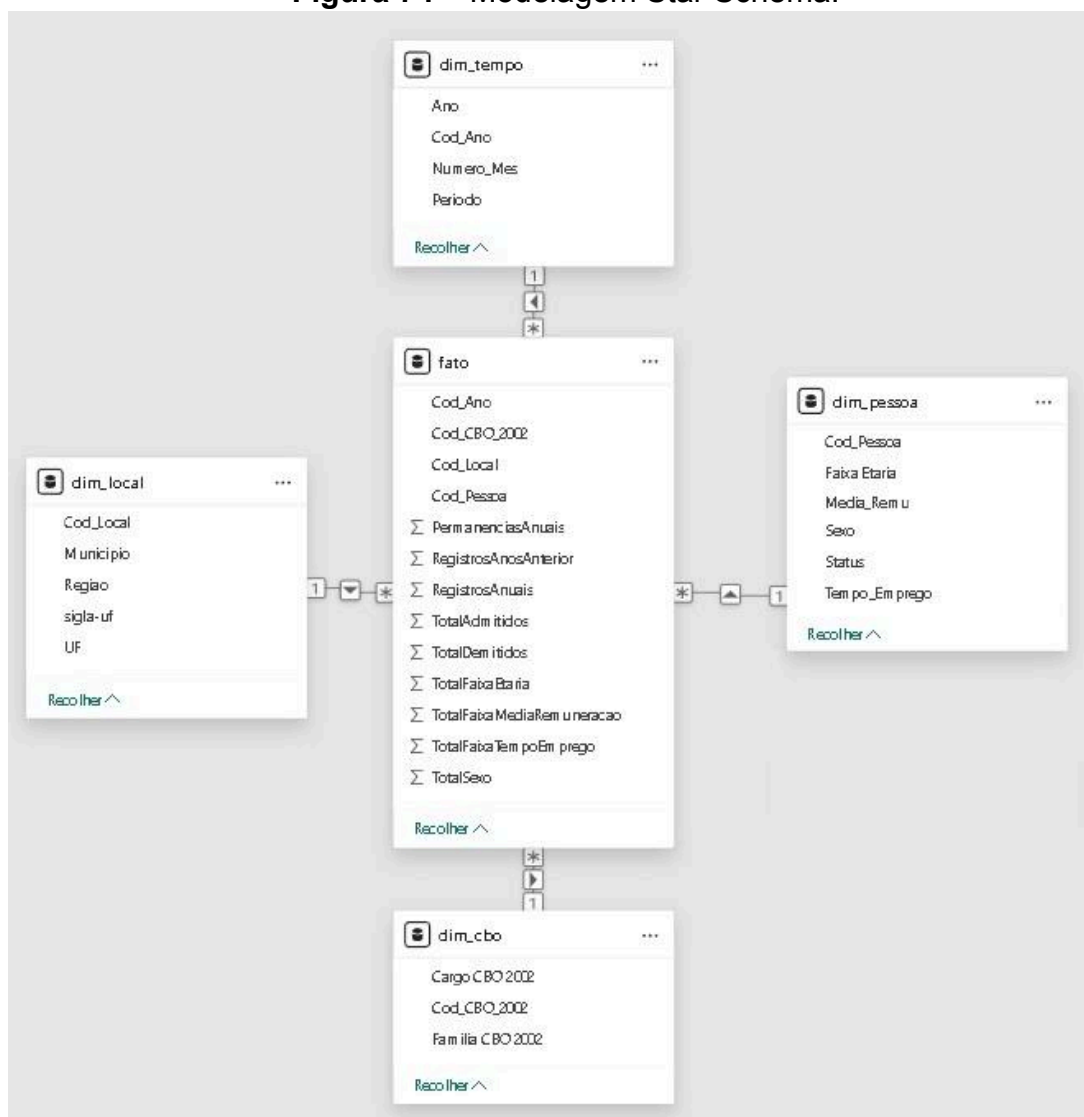 Modelagem Star Schema.
dim_tempo
Ano
Cod_Ano
Numero_Mes
Periodo
Recolher
1
*
fato
Cod_Ano
Cod_CBO_2002
Cod_Local
Cod_Pessoa
PermanenciasAnuais
RegistrosAnosAnterior
RegistrosAnuais
TotalAdmitidos
TotalDemitidos
TotalFaixaEtaria
TotalFaixaMediaRemuneracao
TotalFaixaTempoEmprego
TotalSexo
Recolher
dim_local
Cod_Local
Municipio
Regiao
sigla-uf
UF
Recolher
1
*
*
1
dim_pessoa
Cod_Pessoa
Faixa Etaria
Media_Remu
Sexo
Status
Tempo_Emprego
Recolher
*
1
dim_cbo
Cargo CBO 2002
Cod_CBO_2002
Familia CBO 2002
Recolher